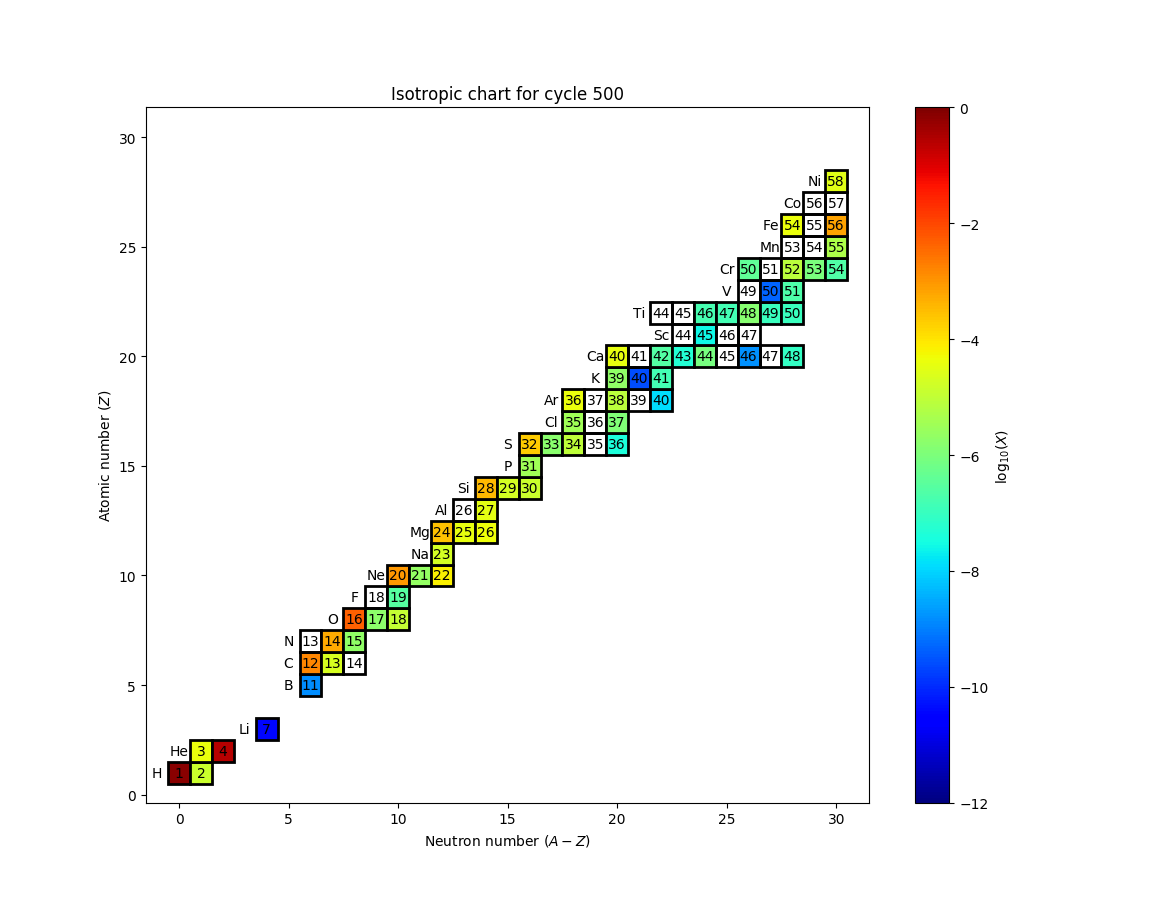 Isotropic chart for cycle 500
30
25
20
15
10
5
0
0 5 10 15 20 25 30
Atomic number (Z)
Neutron number (A − Z)
Ni 58
Co 56 57
Fe 54 55 56
Mn 53 54 55
Cr 50 51 52 53 54
V 49 50 51
Ti 44 45 46 47 48 49 50
Sc 44 45 46 47
Ca 40 41 42 43 44 45 46 47 48
K 39 40 41
Ar 36 37 38 39 40
Cl 35 36 37
S 32 33 34 35 36
P 31
Si 28 29 30
Al 26 27
Mg 24 25 26
Na 23
Ne 20 21 22
F 18 19
O 16 17 18
N 13 14 15
C 12 13 14
B 11
Li 7
He 3 4
H 1 2
0
−2
−4
−6
−8
−10
−12
log₁₀(X)